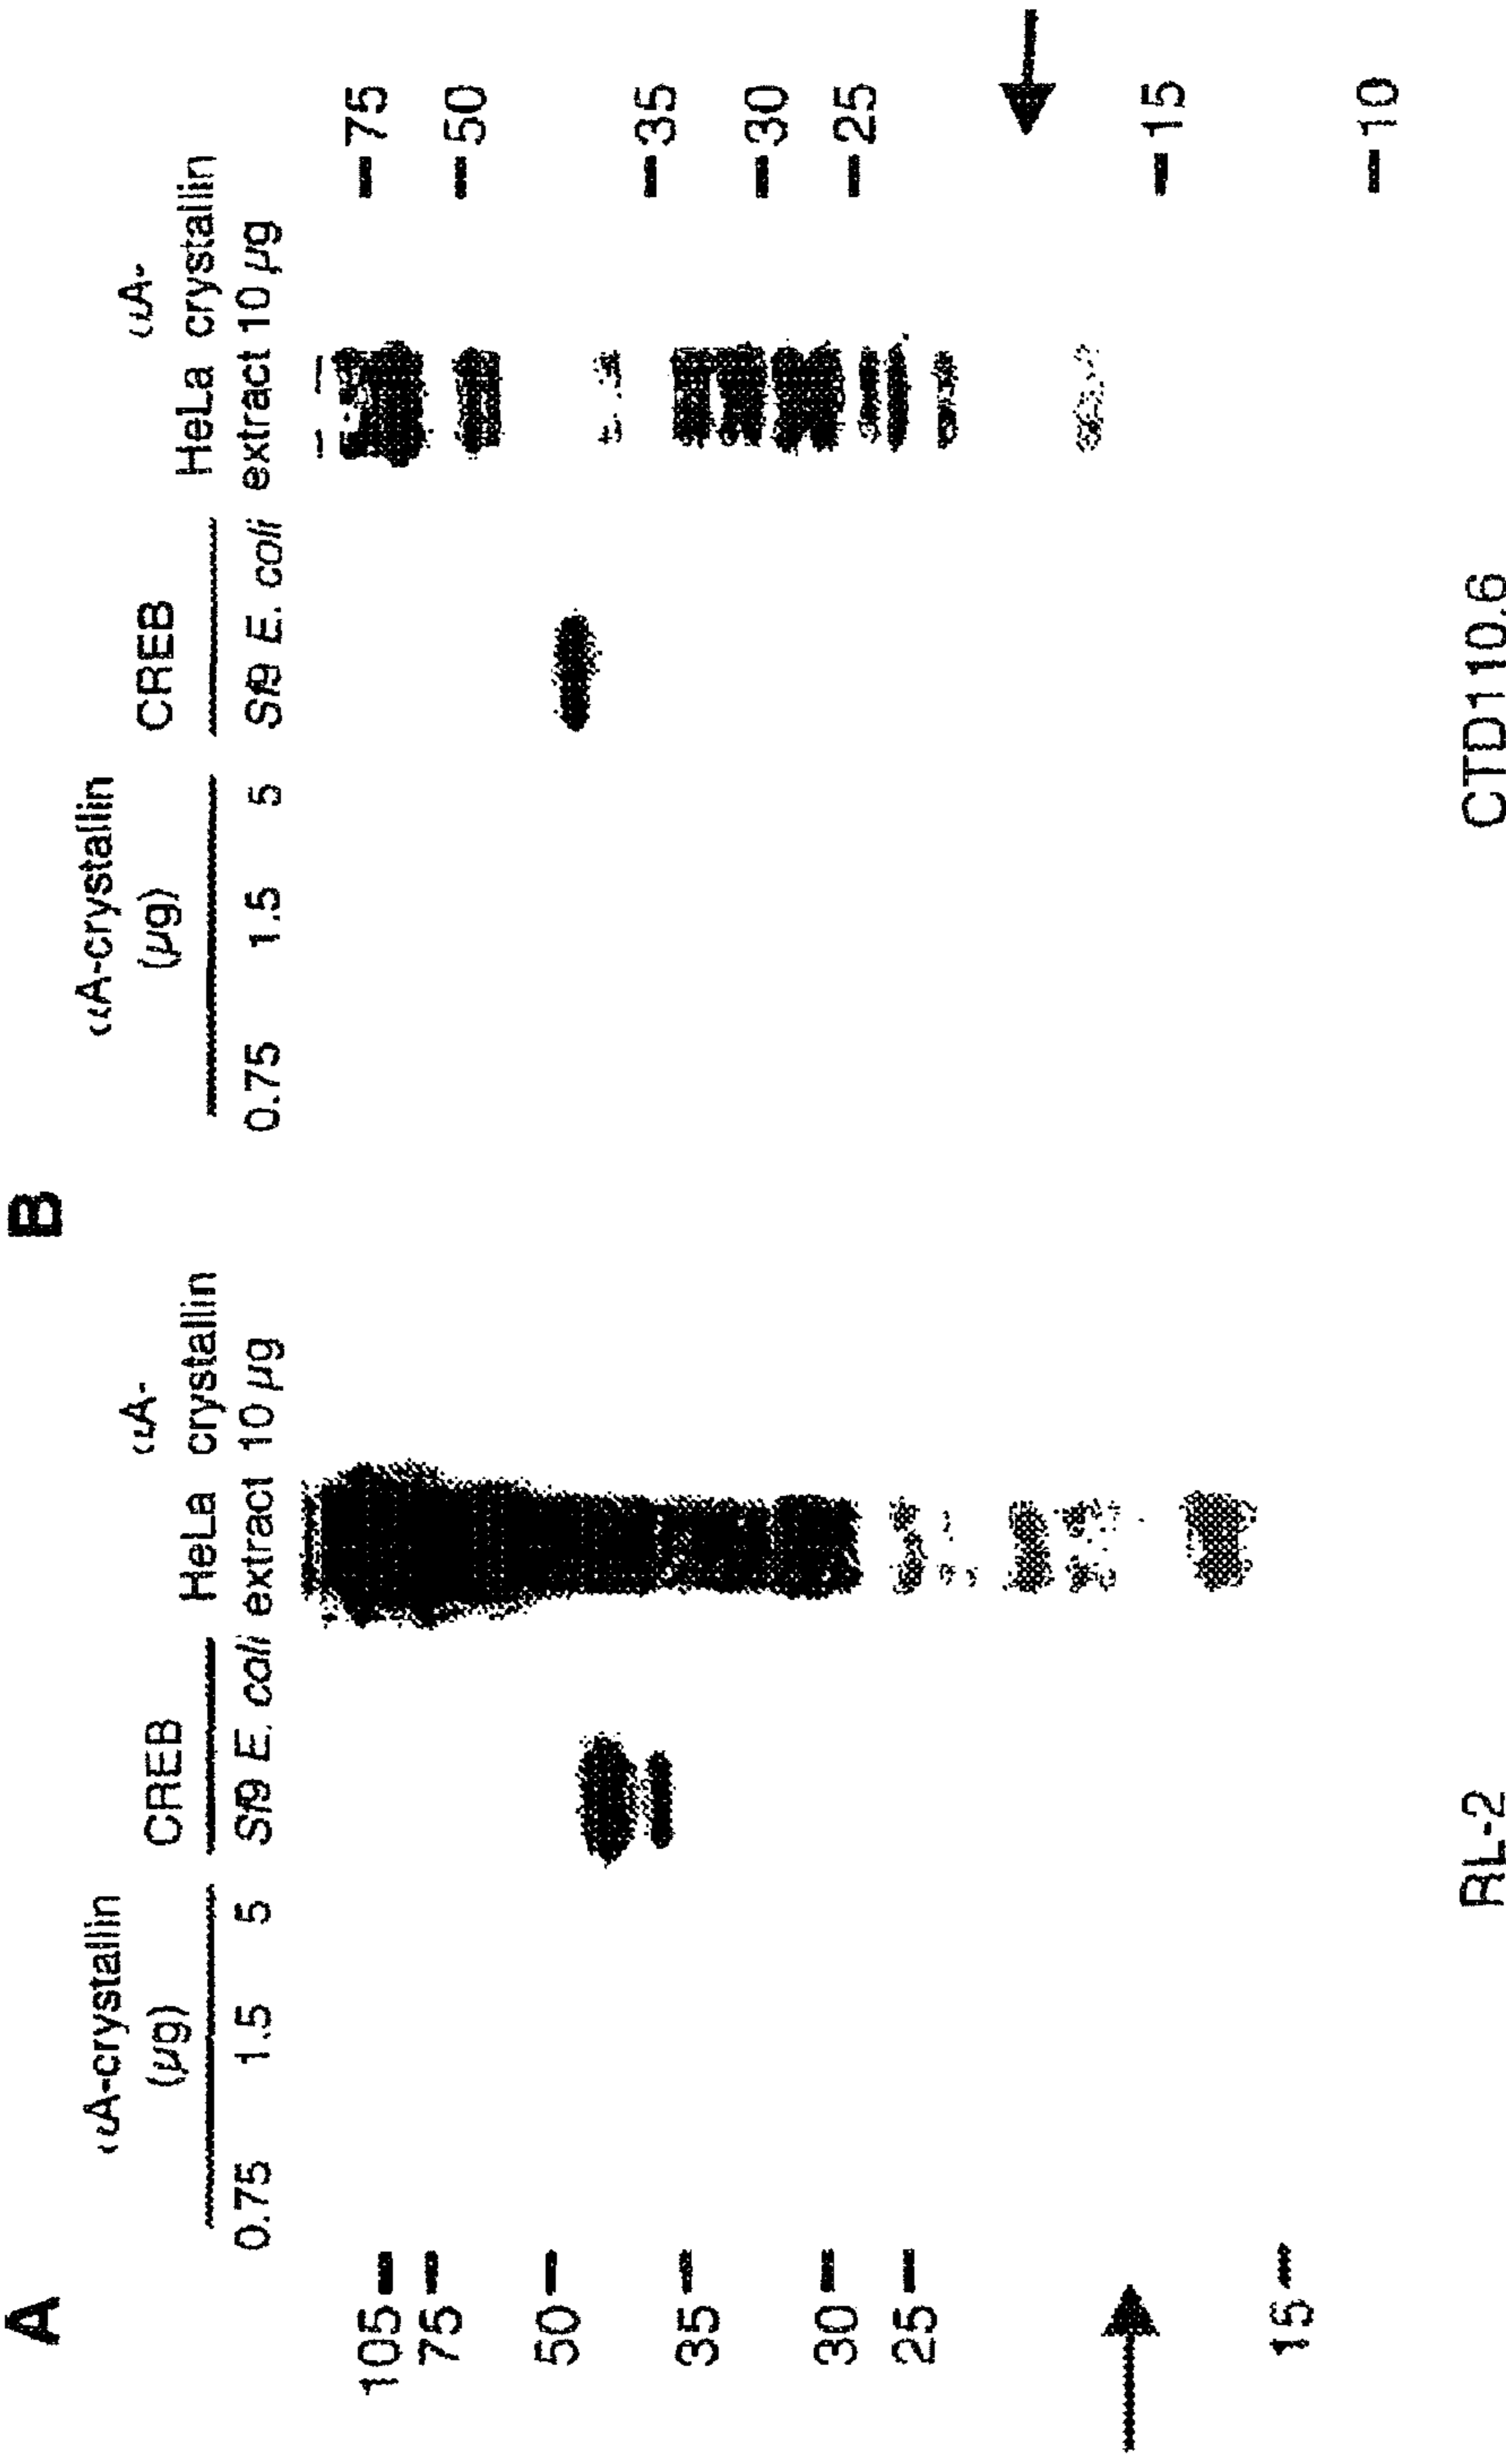 A
αA-crystallin
(µg)
CREB
αA-
HeLa crystallin
0.75 1.5 5 Sf9 E. coli extract 10 µg
105
75
50
35
30
25
15
RL-2
B
αA-crystallin
(µg)
CREB
αA-
HeLa crystallin
0.75 1.5 5 Sf9 E. coli extract 10 µg
75
50
35
30
25
15
10
CTD110.6